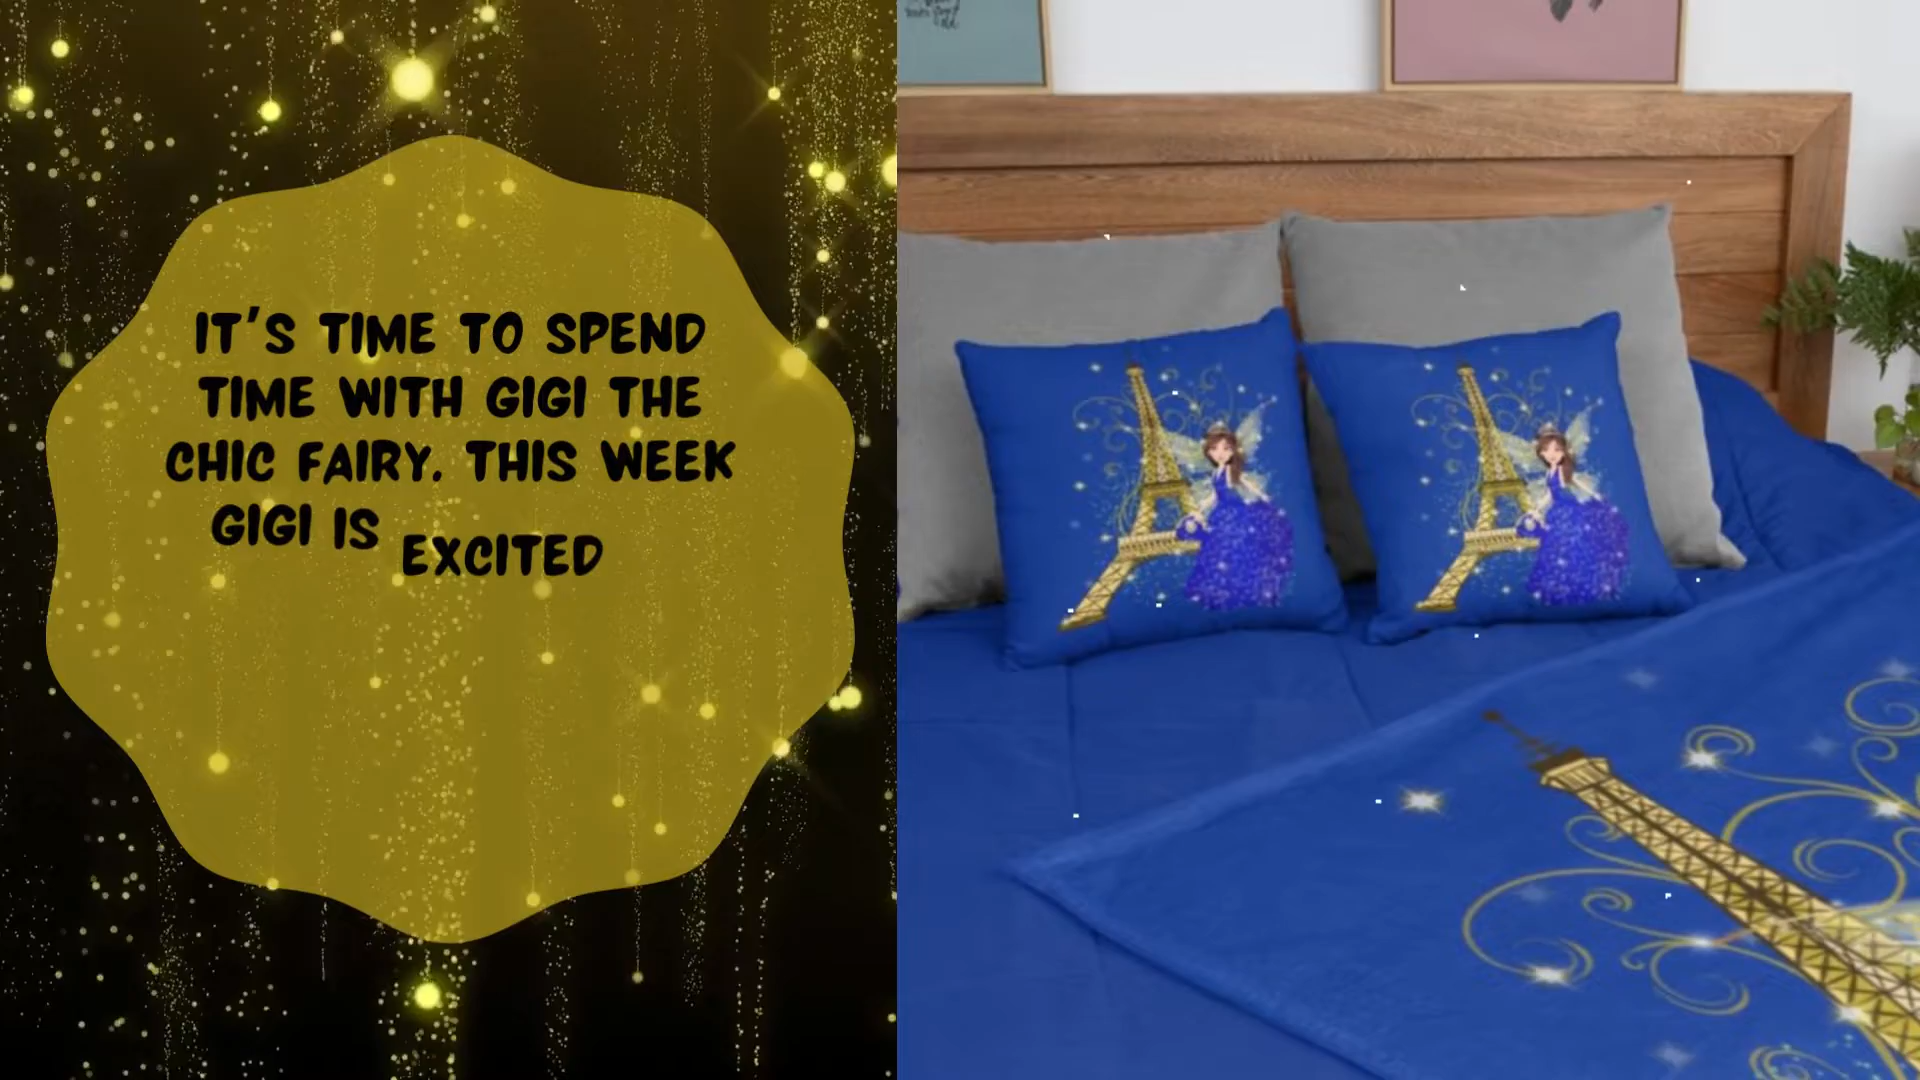 IT'S TIME TO SPEND
TIME WITH GIGI THE
CHIC FAIRY. THIS WEEK
GIGI IS EXCITED